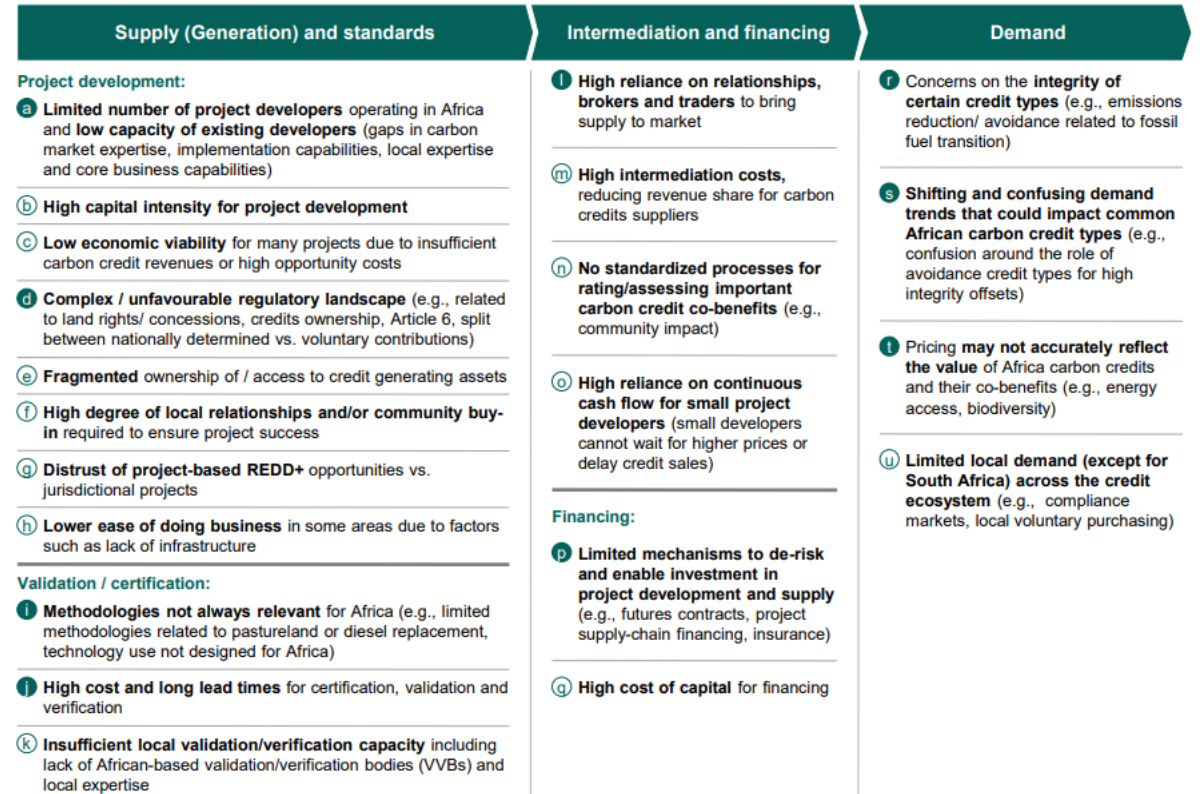 Supply (Generation) and standards
Intermediation and financing
Demand
Project development:
a Limited number of project developers operating in Africa
and low capacity of existing developers (gaps in carbon
market expertise, implementation capabilities, local expertise
and core business capabilities)
b High capital intensity for project development
c Low economic viability for many projects due to insufficient
carbon credit revenues or high opportunity costs
d Complex / unfavourable regulatory landscape (e.g., related
to land rights/ concessions, credits ownership, Article 6, split
between nationally determined vs. voluntary contributions)
e Fragmented ownership of / access to credit generating assets
f High degree of local relationships and/or community buy-
in required to ensure project success
g Distrust of project-based REDD+ opportunities vs.
jurisdictional projects
h Lower ease of doing business in some areas due to factors
such as lack of infrastructure
Validation / certification:
i Methodologies not always relevant for Africa (e.g., limited
methodologies related to pastureland or diesel replacement,
technology use not designed for Africa)
j High cost and long lead times for certification, validation and
verification
k Insufficient local validation/verification capacity including
lack of African-based validation/verification bodies (VVBs) and
local expertise
l High reliance on relationships,
brokers and traders to bring
supply to market
m High intermediation costs,
reducing revenue share for carbon
credits suppliers
n No standardized processes for
rating/assessing important
carbon credit co-benefits (e.g.,
community impact)
o High reliance on continuous
cash flow for small project
developers (small developers
cannot wait for higher prices or
delay credit sales)
Financing:
p Limited mechanisms to de-risk
and enable investment in
project development and supply
(e.g., futures contracts, project
supply-chain financing, insurance)
q High cost of capital for financing
r Concerns on the integrity of
certain credit types (e.g., emissions
reduction/ avoidance related to fossil
fuel transition)
s Shifting and confusing demand
trends that could impact common
African carbon credit types (e.g.,
confusion around the role of
avoidance credit types for high
integrity offsets)
t Pricing may not accurately reflect
the value of Africa carbon credits
and their co-benefits (e.g., energy
access, biodiversity)
u Limited local demand (except for
South Africa) across the credit
ecosystem (e.g., compliance
markets, local voluntary purchasing)